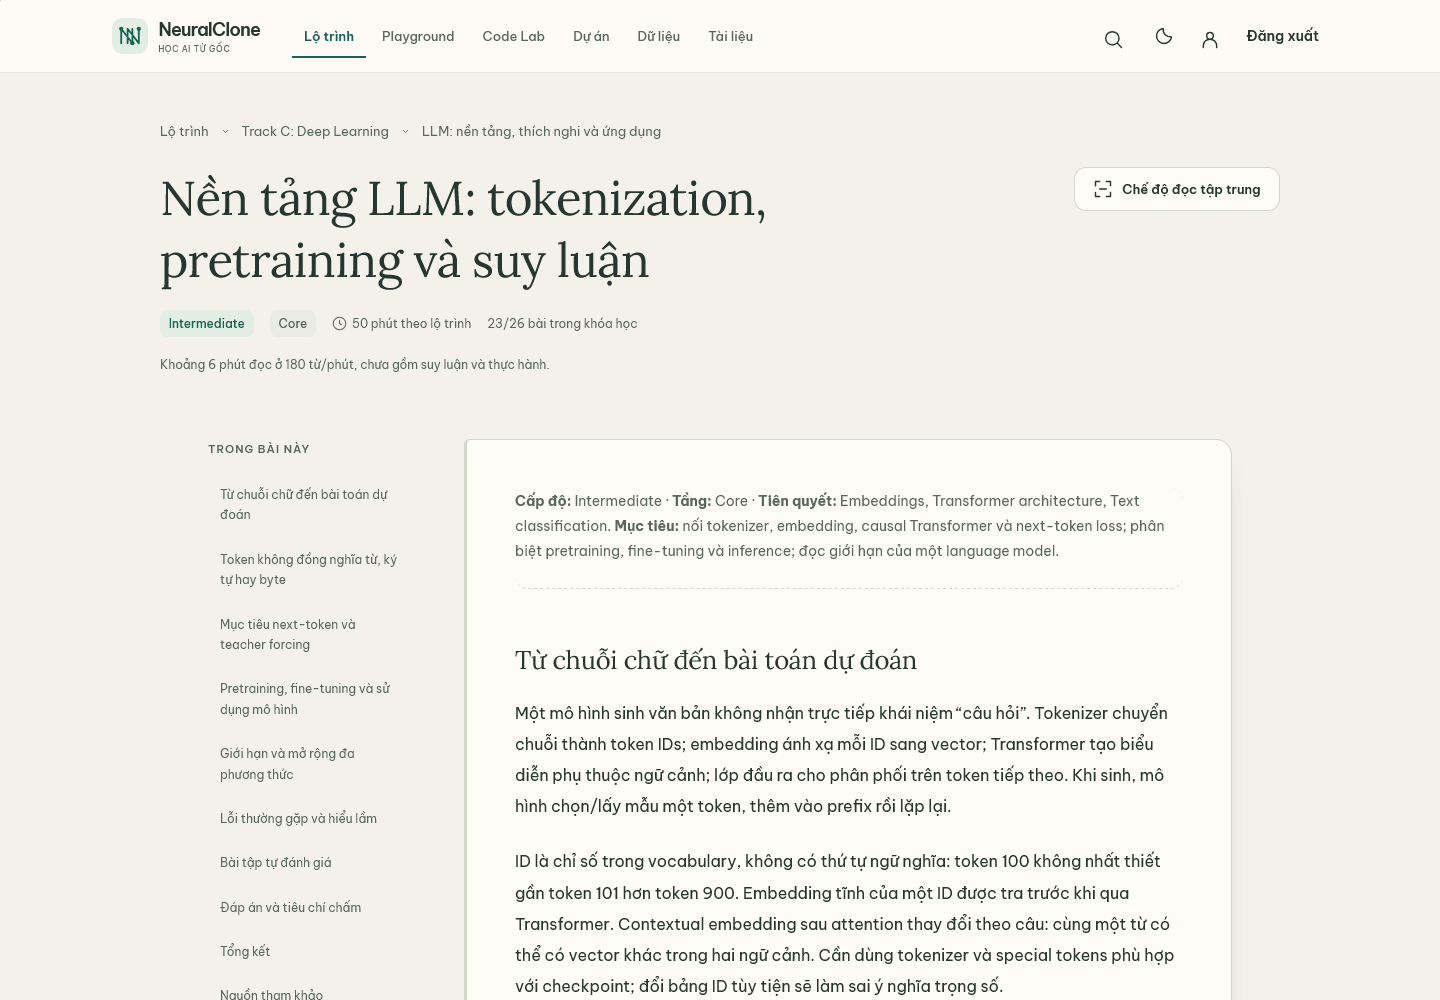 NeuralClone
HỌC AI TỪ GỐC
Lộ trình
Playground
Code Lab
Dự án
Dữ liệu
Tài liệu
Đăng xuất
Lộ trình
Track C: Deep Learning
LLM: nền tảng, thích nghi và ứng dụng
Nền tảng LLM: tokenization,
pretraining và suy luận
Chế độ đọc tập trung
Intermediate
Core
50 phút theo lộ trình
23/26 bài trong khóa học
Khoảng 6 phút đọc ở 180 từ/phút, chưa gồm suy luận và thực hành.
TRONG BÀI NÀY
Từ chuỗi chữ đến bài toán dự
đoán
Token không đồng nghĩa từ, ký
tự hay byte
Mục tiêu next-token và
teacher forcing
Pretraining, fine-tuning và sử
dụng mô hình
Giới hạn và mở rộng đa
phương thức
Lỗi thường gặp và hiểu lầm
Bài tập tự đánh giá
Đáp án và tiêu chí chấm
Tổng kết
Nguồn tham khảo
Cấp độ: Intermediate · Tầng: Core · Tiên quyết: Embeddings, Transformer architecture, Text
classification. Mục tiêu: nối tokenizer, embedding, causal Transformer và next-token loss; phân
biệt pretraining, fine-tuning và inference; đọc giới hạn của một language model.
Từ chuỗi chữ đến bài toán dự đoán
Một mô hình sinh văn bản không nhận trực tiếp khái niệm “câu hỏi”. Tokenizer chuyển
chuỗi thành token IDs; embedding ánh xạ mỗi ID sang vector; Transformer tạo biểu
diễn phụ thuộc ngữ cảnh; lớp đầu ra cho phân phối trên token tiếp theo. Khi sinh, mô
hình chọn/lấy mẫu một token, thêm vào prefix rồi lặp lại.
ID là chỉ số trong vocabulary, không có thứ tự ngữ nghĩa: token 100 không nhất thiết
gần token 101 hơn token 900. Embedding tĩnh của một ID được tra trước khi qua
Transformer. Contextual embedding sau attention thay đổi theo câu: cùng một từ có
thể có vector khác trong hai ngữ cảnh. Cần dùng tokenizer và special tokens phù hợp
với checkpoint; đổi bảng ID tùy tiện sẽ làm sai ý nghĩa trọng số.